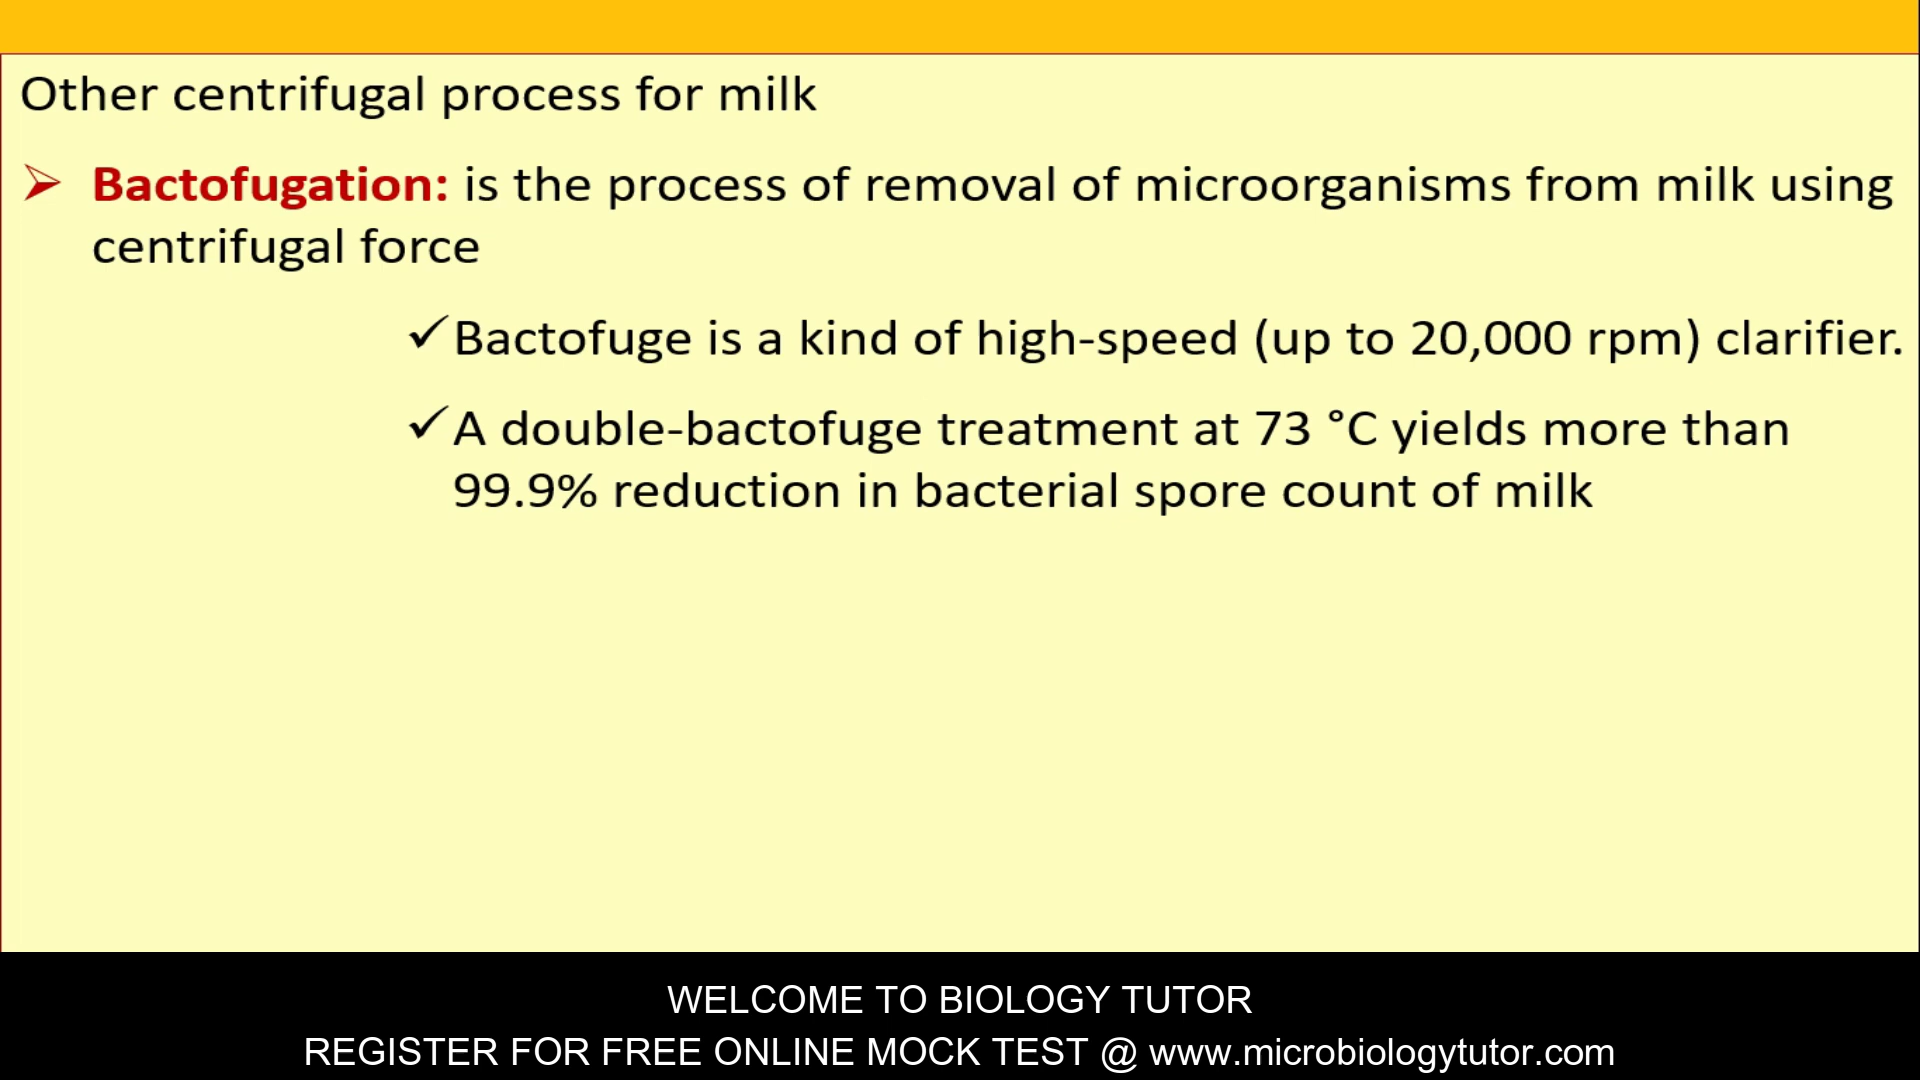 Other centrifugal process for milk
➢ Bactofugation: is the process of removal of microorganisms from milk using
centrifugal force
✓Bactofuge is a kind of high-speed (up to 20,000 rpm) clarifier.
✓A double-bactofuge treatment at 73 °C yields more than
99.9% reduction in bacterial spore count of milk
WELCOME TO BIOLOGY TUTOR
REGISTER FOR FREE ONLINE MOCK TEST @ www.microbiologytutor.com